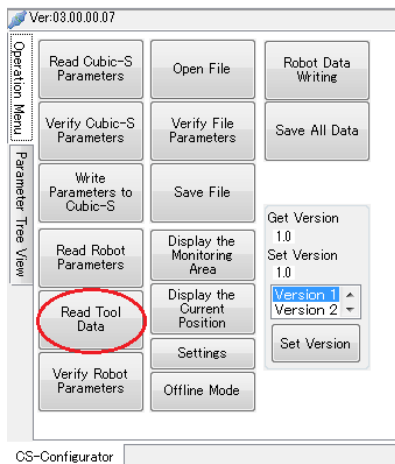 Ver:03.00.00.07
Operation Menu
Parameter Tree View
Read Cubic-S
Parameters
Open File
Robot Data
Writing
Verify Cubic-S
Parameters
Verify File
Parameters
Save All Data
Write
Parameters to
Cubic-S
Save File
Get Version
1.0
Set Version
1.0
Version 1
Version 2
Set Version
Read Robot
Parameters
Display the
Monitoring
Area
Read Tool
Data
Display the
Current
Position
Settings
Verify Robot
Parameters
Offline Mode
CS-Configurator